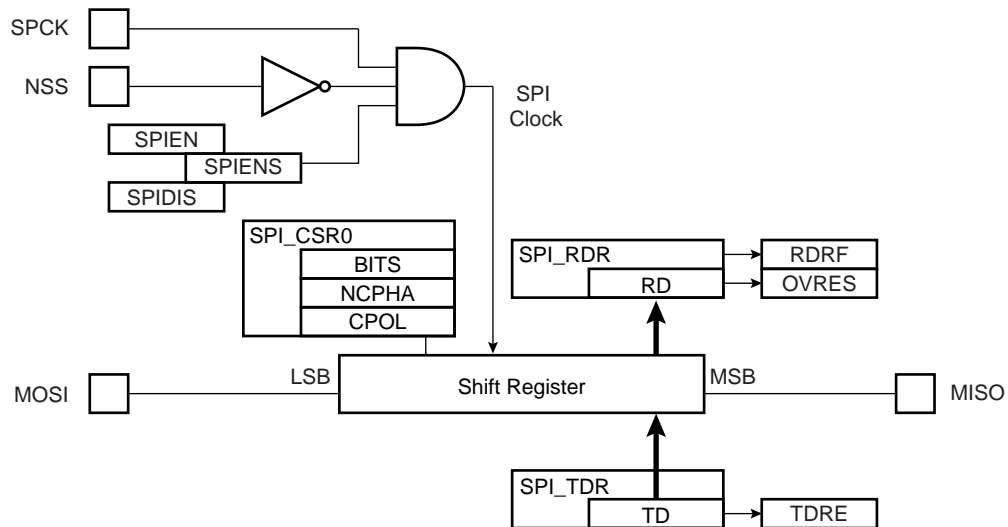 SPCK
NSS
SPI
Clock
SPIEN
SPIENS
SPIDIS
SPI_CSR0
BITS
NCPHA
CPOL
SPI_RDR
RD
RDRF
OVRES
MOSI
LSB
Shift Register
MSB
MISO
SPI_TDR
TD
TDRE